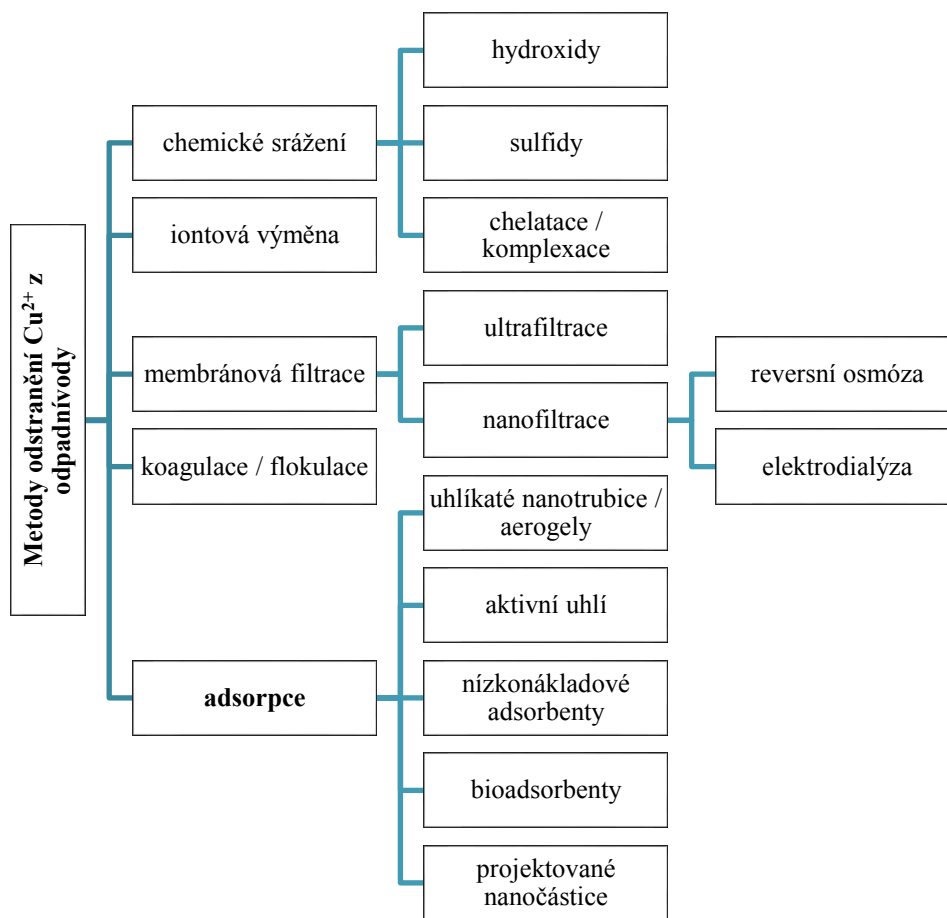 Metody odstranění Cu²⁺ z
odpadnívody
chemické srážení
hydroxidy
sulfidy
chelatace /
komplexace
iontová výměna
membránová filtrace
ultrafiltrace
nanofiltrace
reversní osmóza
elektrodialýza
koagulace / flokulace
adsorpce
uhlíkaté nanotrubice /
aerogely
aktivní uhlí
nízkonákladové
adsorbenty
bioadsorbenty
projektované
nanočástice